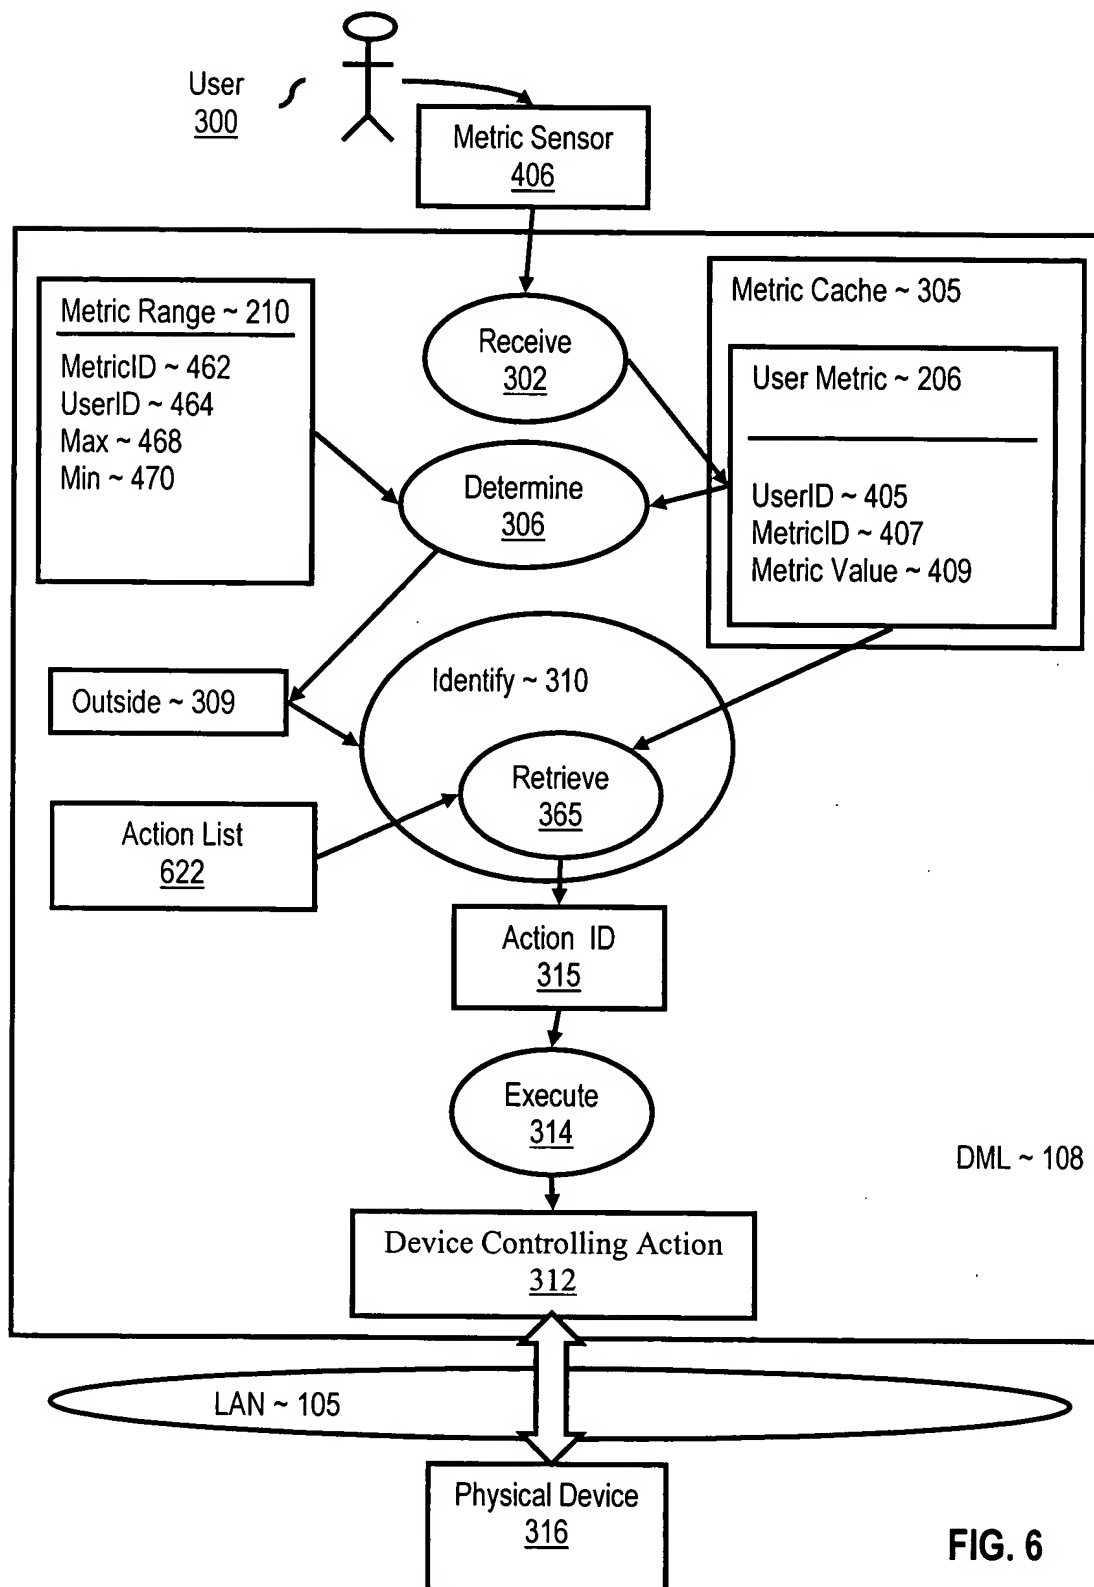 User
300
Metric Sensor
406
Metric Range ~ 210
MetricID ~ 462
UserID ~ 464
Max ~ 468
Min ~ 470
Receive
302
Metric Cache ~ 305
User Metric ~ 206
UserID ~ 405
MetricID ~ 407
Metric Value ~ 409
Determine
306
Outside ~ 309
Identify ~ 310
Retrieve
365
Action List
622
Action ID
315
Execute
314
DML ~ 108
Device Controlling Action
312
LAN ~ 105
Physical Device
316
FIG. 6